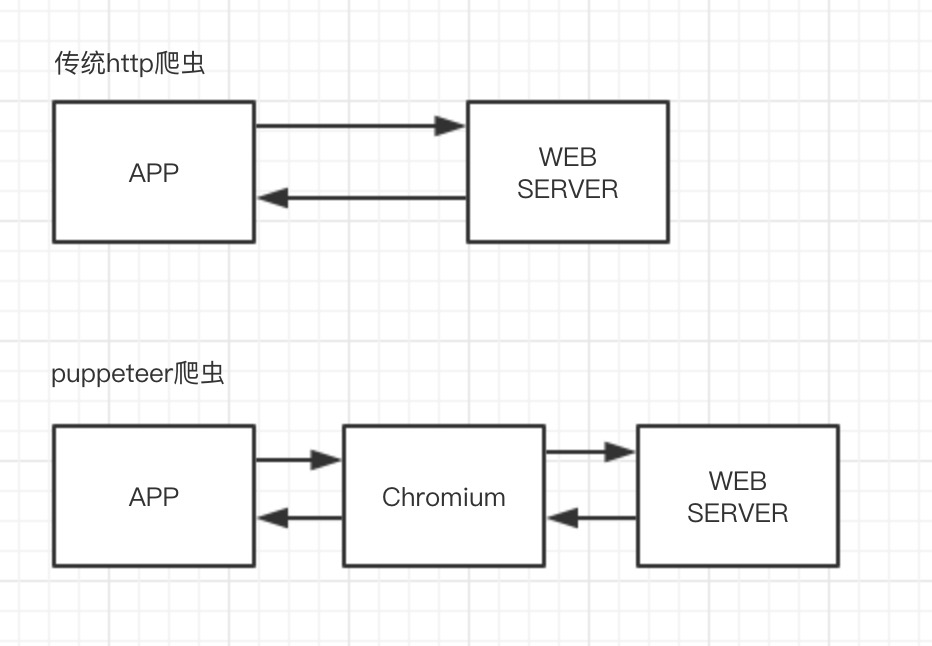 传统http爬虫
APP
WEB
SERVER
puppeteer爬虫
APP
Chromium
WEB
SERVER